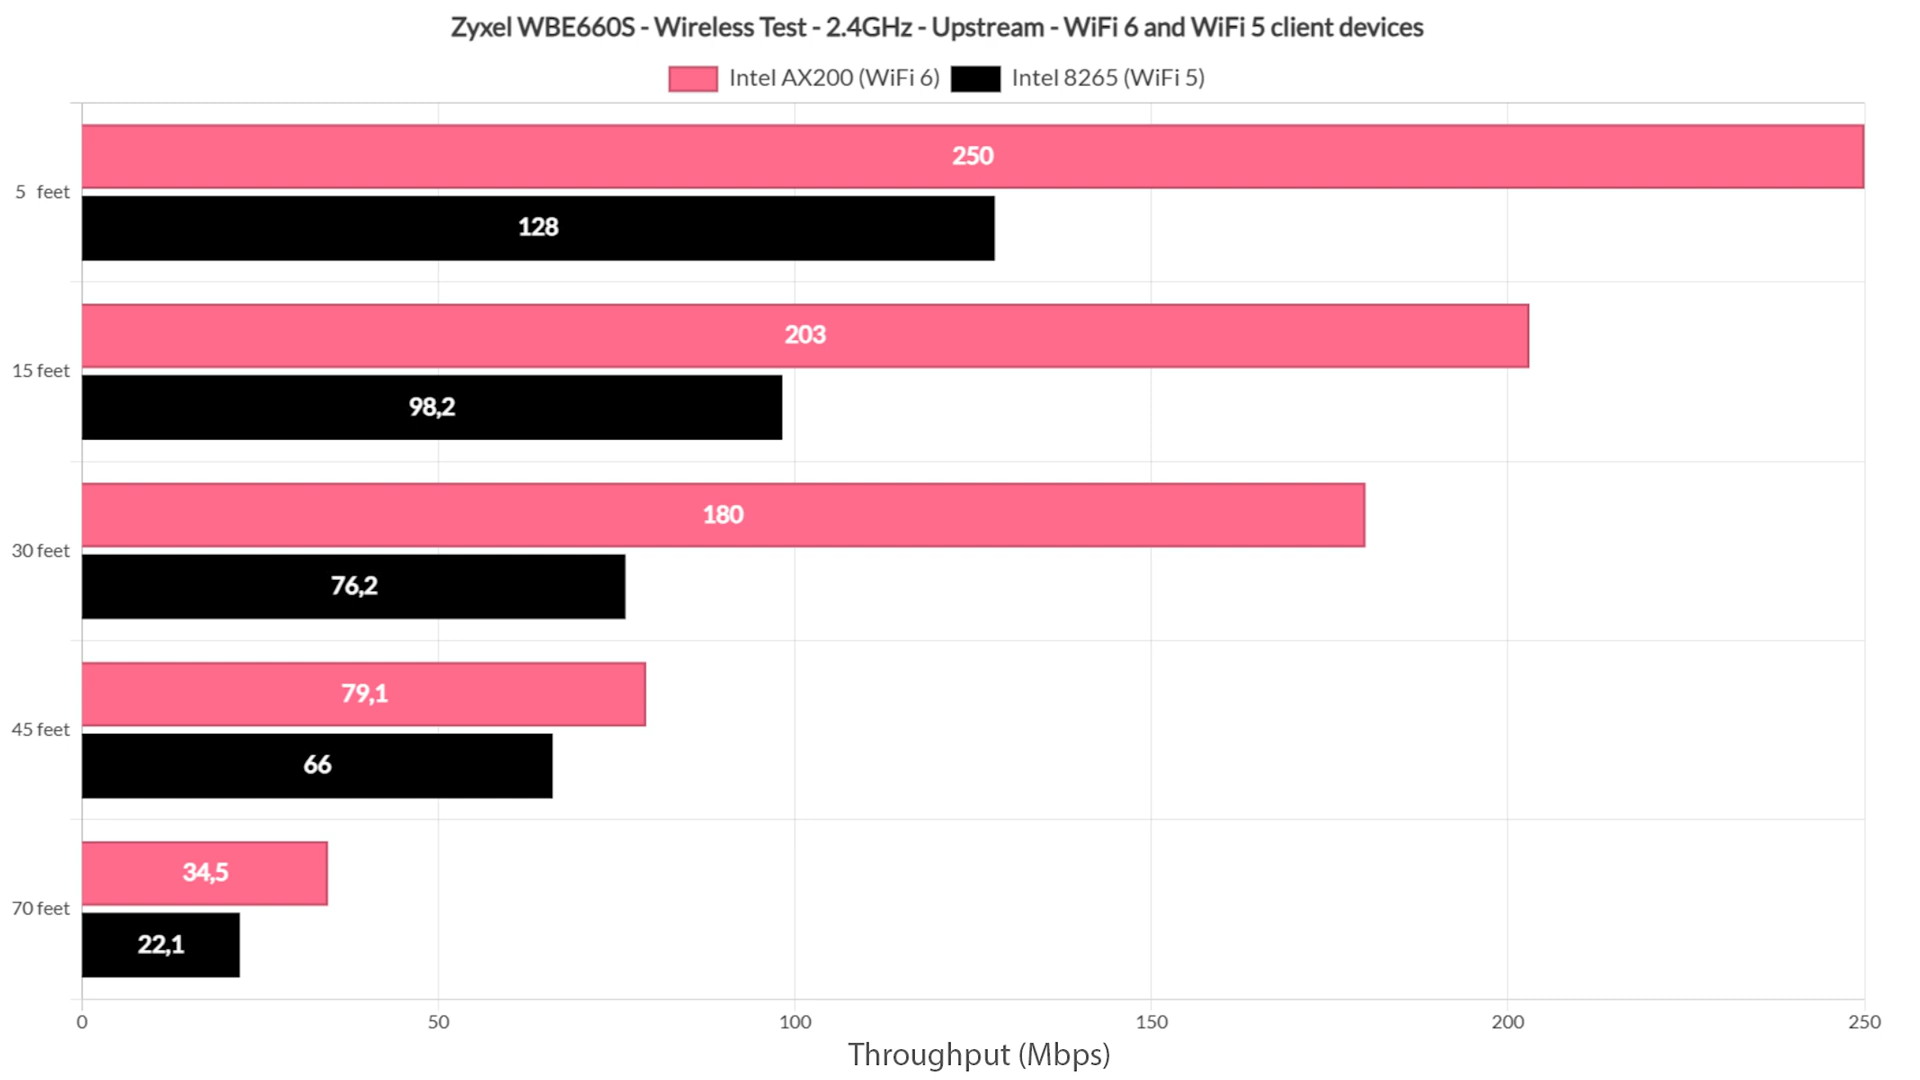 Zyxel WBE660S - Wireless Test - 2.4GHz - Upstream - WiFi 6 and WiFi 5 client devices
Intel AX200 (WiFi 6) Intel 8265 (WiFi 5)
250
5 feet
128
203
15 feet
98,2
180
30 feet
76,2
79,1
45 feet
66
34,5
70 feet
22,1
0 50 100 150 200 250
Throughput (Mbps)